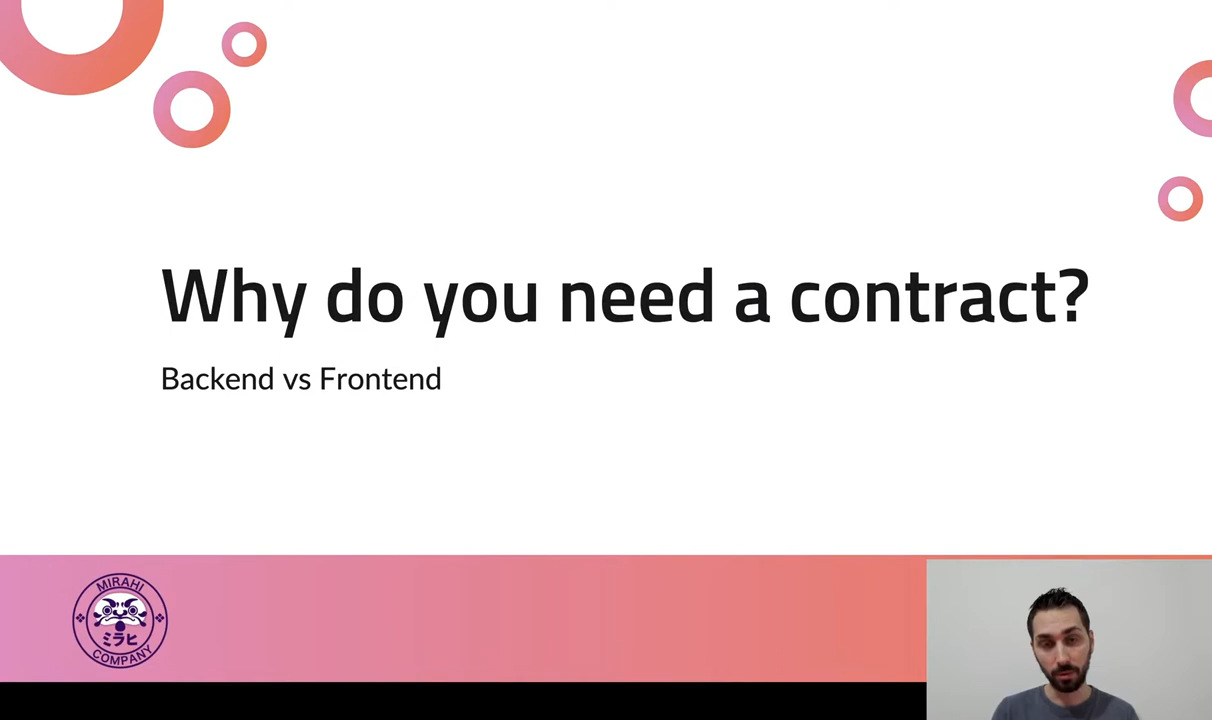 Why do you need a contract?
Backend vs Frontend
MIRAHI
ミラヒ
COMPANY